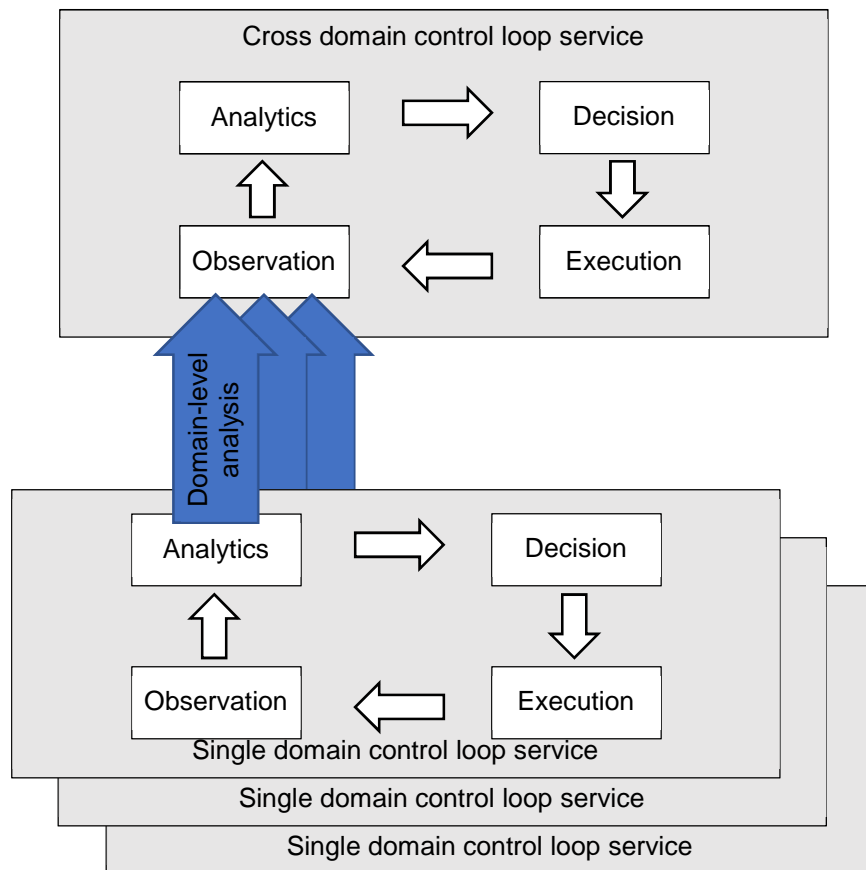 Cross domain control loop service
Analytics
Decision
Observation
Execution
Domain-level
analysis
Analytics
Decision
Observation
Execution
Single domain control loop service
Single domain control loop service
Single domain control loop service